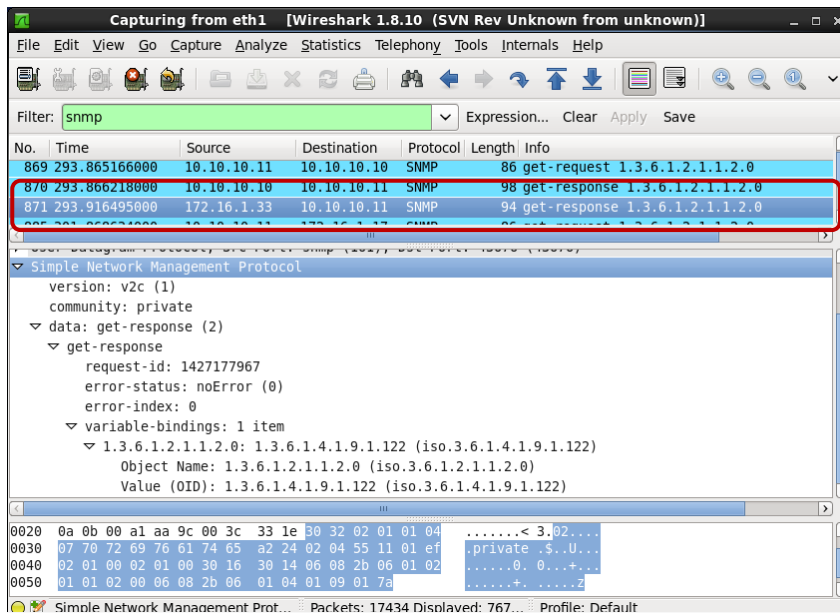 Capturing from eth1 [Wireshark 1.8.10 (SVN Rev Unknown from unknown)]
File Edit View Go Capture Analyze Statistics Telephony Tools Internals Help
Filter: snmp Expression... Clear Apply Save
No. Time Source Destination Protocol Length Info
869 293.865166000 10.10.10.11 10.10.10.10 SNMP 86 get-request 1.3.6.1.2.1.1.2.0
870 293.866218000 10.10.10.10 10.10.10.11 SNMP 98 get-response 1.3.6.1.2.1.1.2.0
871 293.916495000 172.16.1.33 10.10.10.11 SNMP 94 get-response 1.3.6.1.2.1.1.2.0
Simple Network Management Protocol
version: v2c (1)
community: private
data: get-response (2)
get-response
request-id: 1427177967
error-status: noError (0)
error-index: 0
variable-bindings: 1 item
1.3.6.1.2.1.1.2.0: 1.3.6.1.4.1.9.1.122 (iso.3.6.1.4.1.9.1.122)
Object Name: 1.3.6.1.2.1.1.2.0 (iso.3.6.1.2.1.1.2.0)
Value (OID): 1.3.6.1.4.1.9.1.122 (iso.3.6.1.4.1.9.1.122)
0020 0a 0b 00 a1 aa 9c 00 3c 33 1e 30 32 02 01 01 04 .......< 3.02....
0030 07 70 72 69 76 61 74 65 a2 24 02 04 55 11 01 ef .private .$..U...
0040 02 01 00 02 01 00 30 16 30 14 06 08 2b 06 01 02 ......0. 0...+...
0050 01 01 02 00 06 08 2b 06 01 04 01 09 01 7a ......+. .....z
Simple Network Management Prot... Packets: 17434 Displayed: 767... Profile: Default